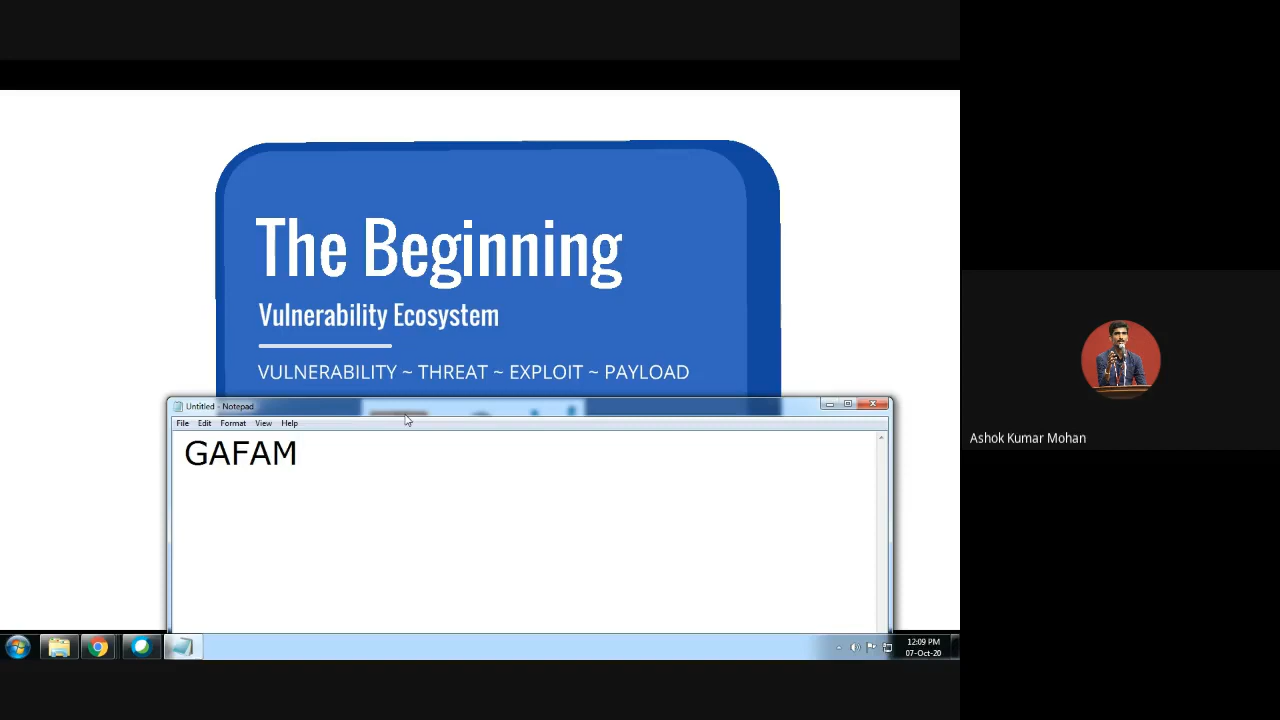 The Beginning
Vulnerability Ecosystem
VULNERABILITY ~ THREAT ~ EXPLOIT ~ PAYLOAD
Untitled - Notepad
File Edit Format View Help
GAFAM
Ashok Kumar Mohan
12:09 PM
07-Oct-20